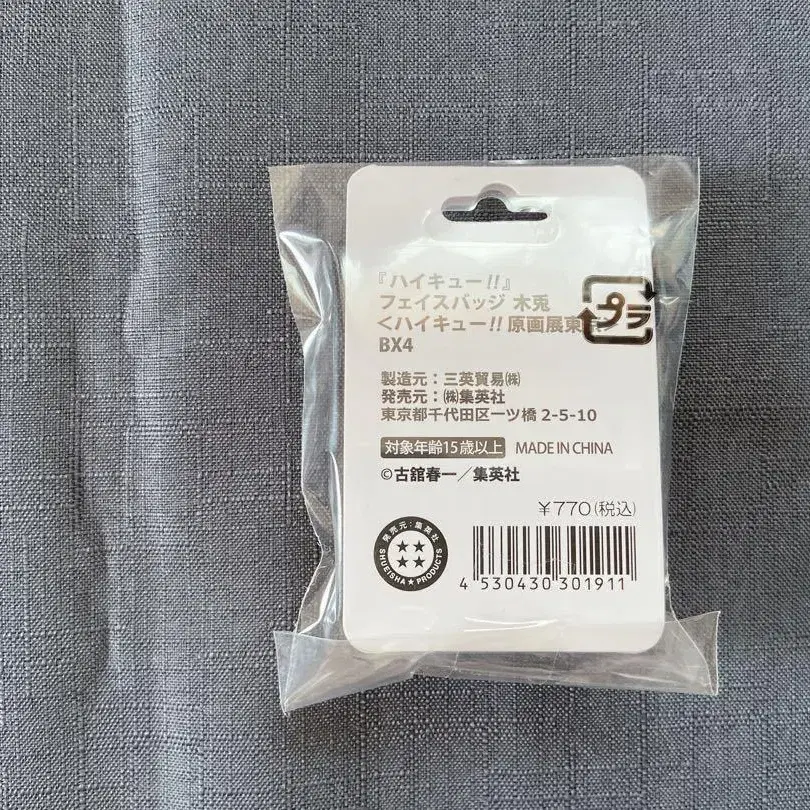 『ハイキュー!!』
フェイスバッジ 木兎
<ハイキュー!! 原画展東
BX4
プラ
製造元：三英貿易㈱
発売元：㈱集英社
東京都千代田区一ツ橋 2-5-10
対象年齢15歳以上 MADE IN CHINA
©古舘春一／集英社
￥770(税込)
発売元：集英社
SHUEISHA★PRODUCTS
4 530430 301911